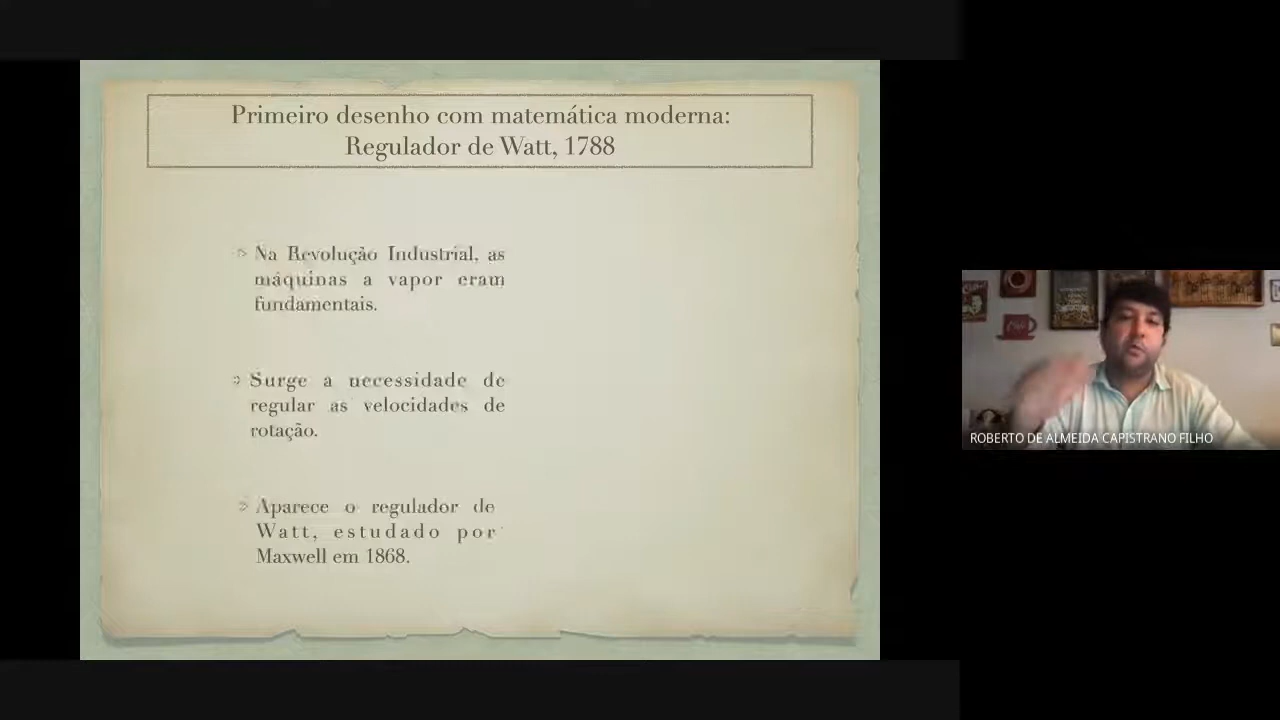 Primeiro desenho com matemática moderna:
Regulador de Watt, 1788
Na Revolução Industrial, as
máquinas a vapor eram
fundamentais.
Surge a necessidade de
regular as velocidades de
rotação.
Aparece o regulador de
Watt, estudado por
Maxwell em 1868.
ROBERTO DE ALMEIDA CAPISTRANO FILHO